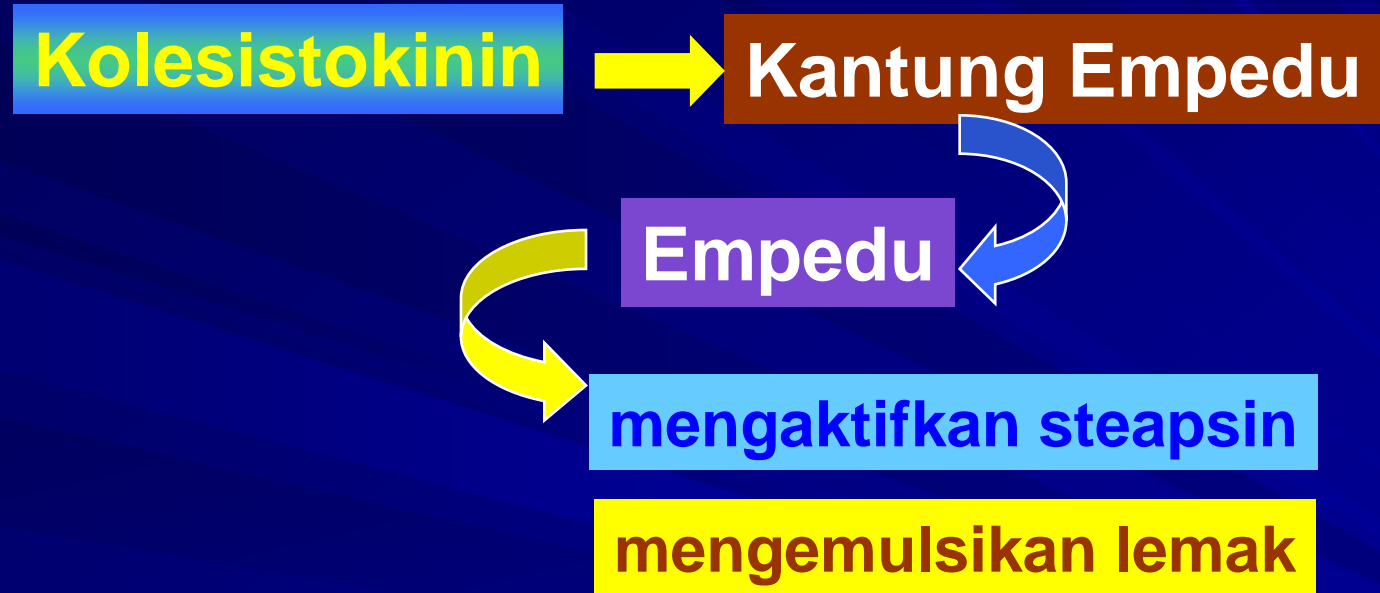 Kolesistokinin
Kantung Empedu
Empedu
mengaktifkan steapsin
mengemulsikan lemak